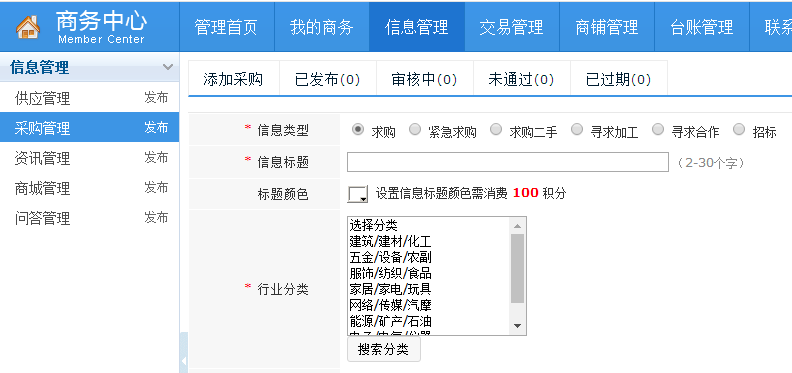 商务中心
Member Center
管理首页 我的商务 信息管理 交易管理 商铺管理 台账管理 联系
信息管理
供应管理 发布
采购管理 发布
资讯管理 发布
商城管理 发布
问答管理 发布
添加采购 已发布(0) 审核中(0) 未通过(0) 已过期(0)
* 信息类型 求购 紧急求购 求购二手 寻求加工 寻求合作 招标
* 信息标题 （2-30个字）
标题颜色 设置信息标题颜色需消费 100 积分
* 行业分类
选择分类
建筑/建材/化工
五金/设备/农副
服饰/纺织/食品
家居/家电/玩具
网络/传媒/汽摩
能源/矿产/石油
搜索分类